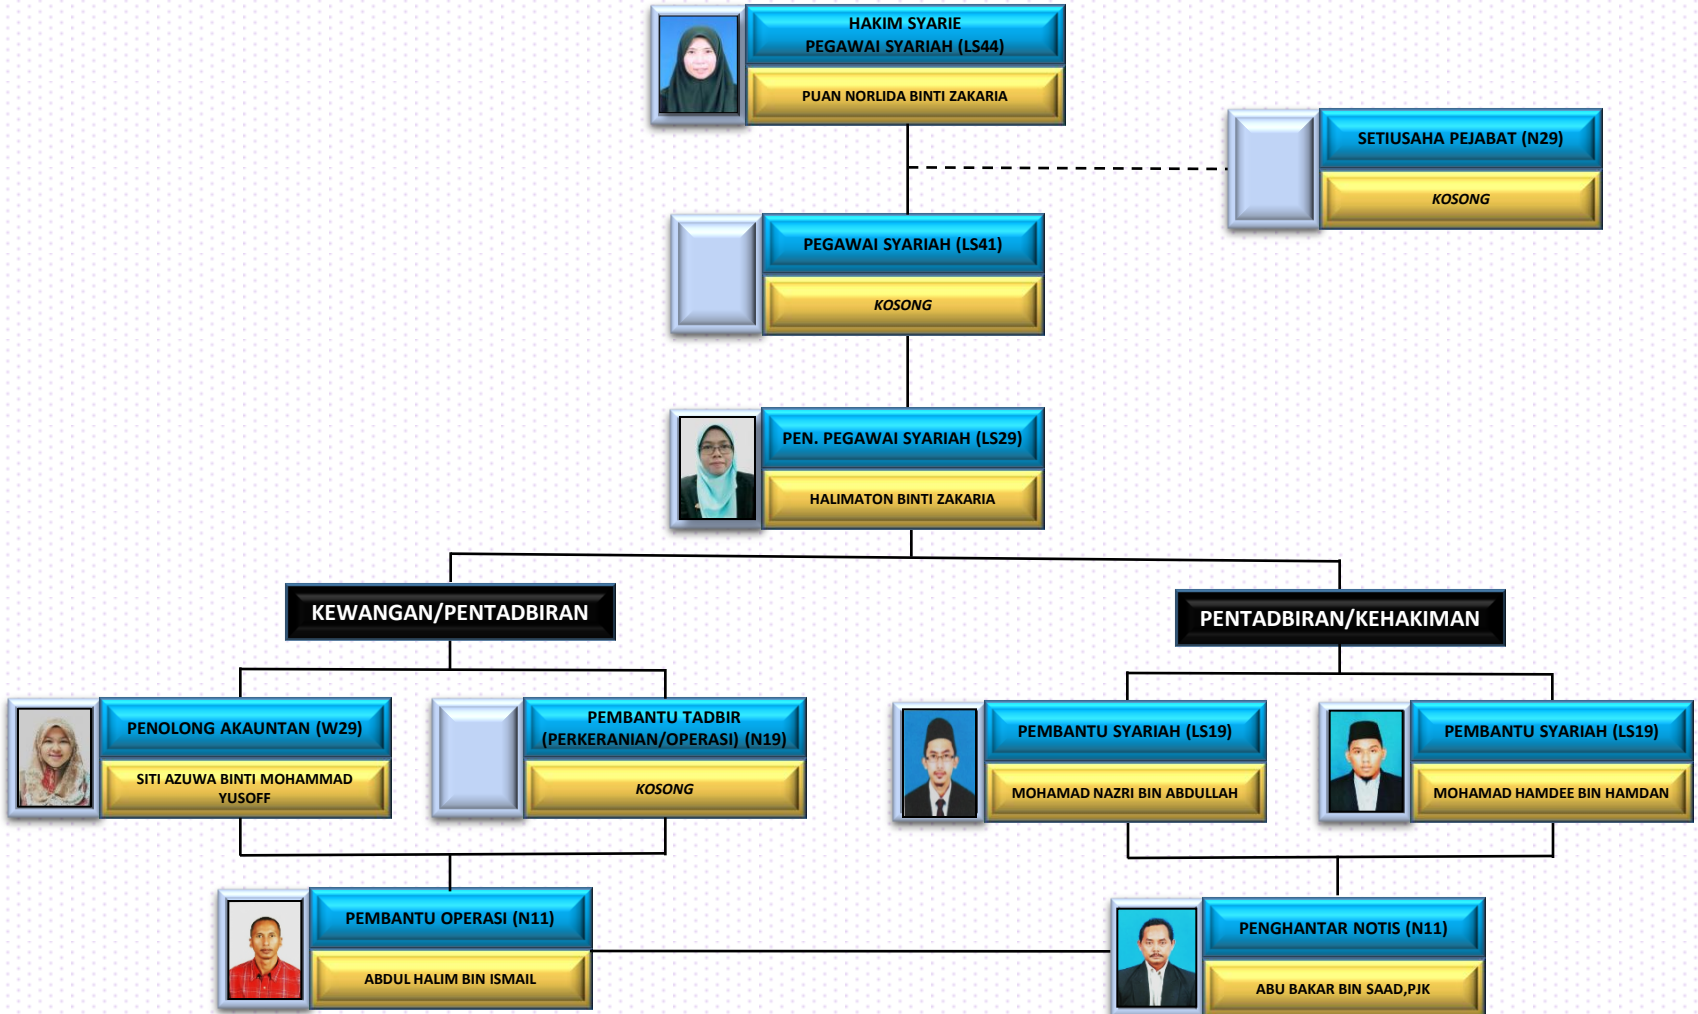 HAKIM SYARIE
PEGAWAI SYARIAH (LS44)
PUAN NORLIDA BINTI ZAKARIA
SETIUSAHA PEJABAT (N29)
KOSONG
PEGAWAI SYARIAH (LS41)
KOSONG
PEN. PEGAWAI SYARIAH (LS29)
HALIMATON BINTI ZAKARIA
KEWANGAN/PENTADBIRAN
PENTADBIRAN/KEHAKIMAN
PENOLONG AKAUNTAN (W29)
SITI AZUWA BINTI MOHAMMAD
YUSOFF
PEMBANTU TADBIR
(PERKERANIAN/OPERASI) (N19)
KOSONG
PEMBANTU SYARIAH (LS19)
MOHAMAD NAZRI BIN ABDULLAH
PEMBANTU SYARIAH (LS19)
MOHAMAD HAMDEE BIN HAMDAN
PEMBANTU OPERASI (N11)
ABDUL HALIM BIN ISMAIL
PENGHANTAR NOTIS (N11)
ABU BAKAR BIN SAAD,PJK